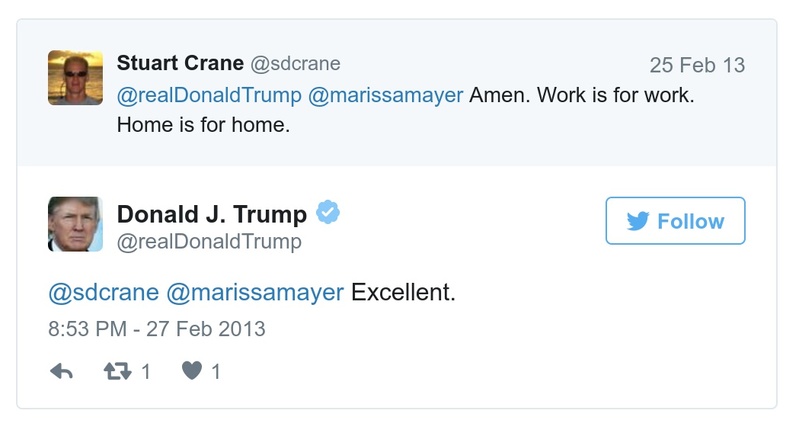 Stuart Crane @sdcrane 25 Feb 13
@realDonaldTrump @marissamayer Amen. Work is for work.
Home is for home.
Donald J. Trump
@realDonaldTrump
Follow
@sdcrane @marissamayer Excellent.
8:53 PM - 27 Feb 2013
1 1